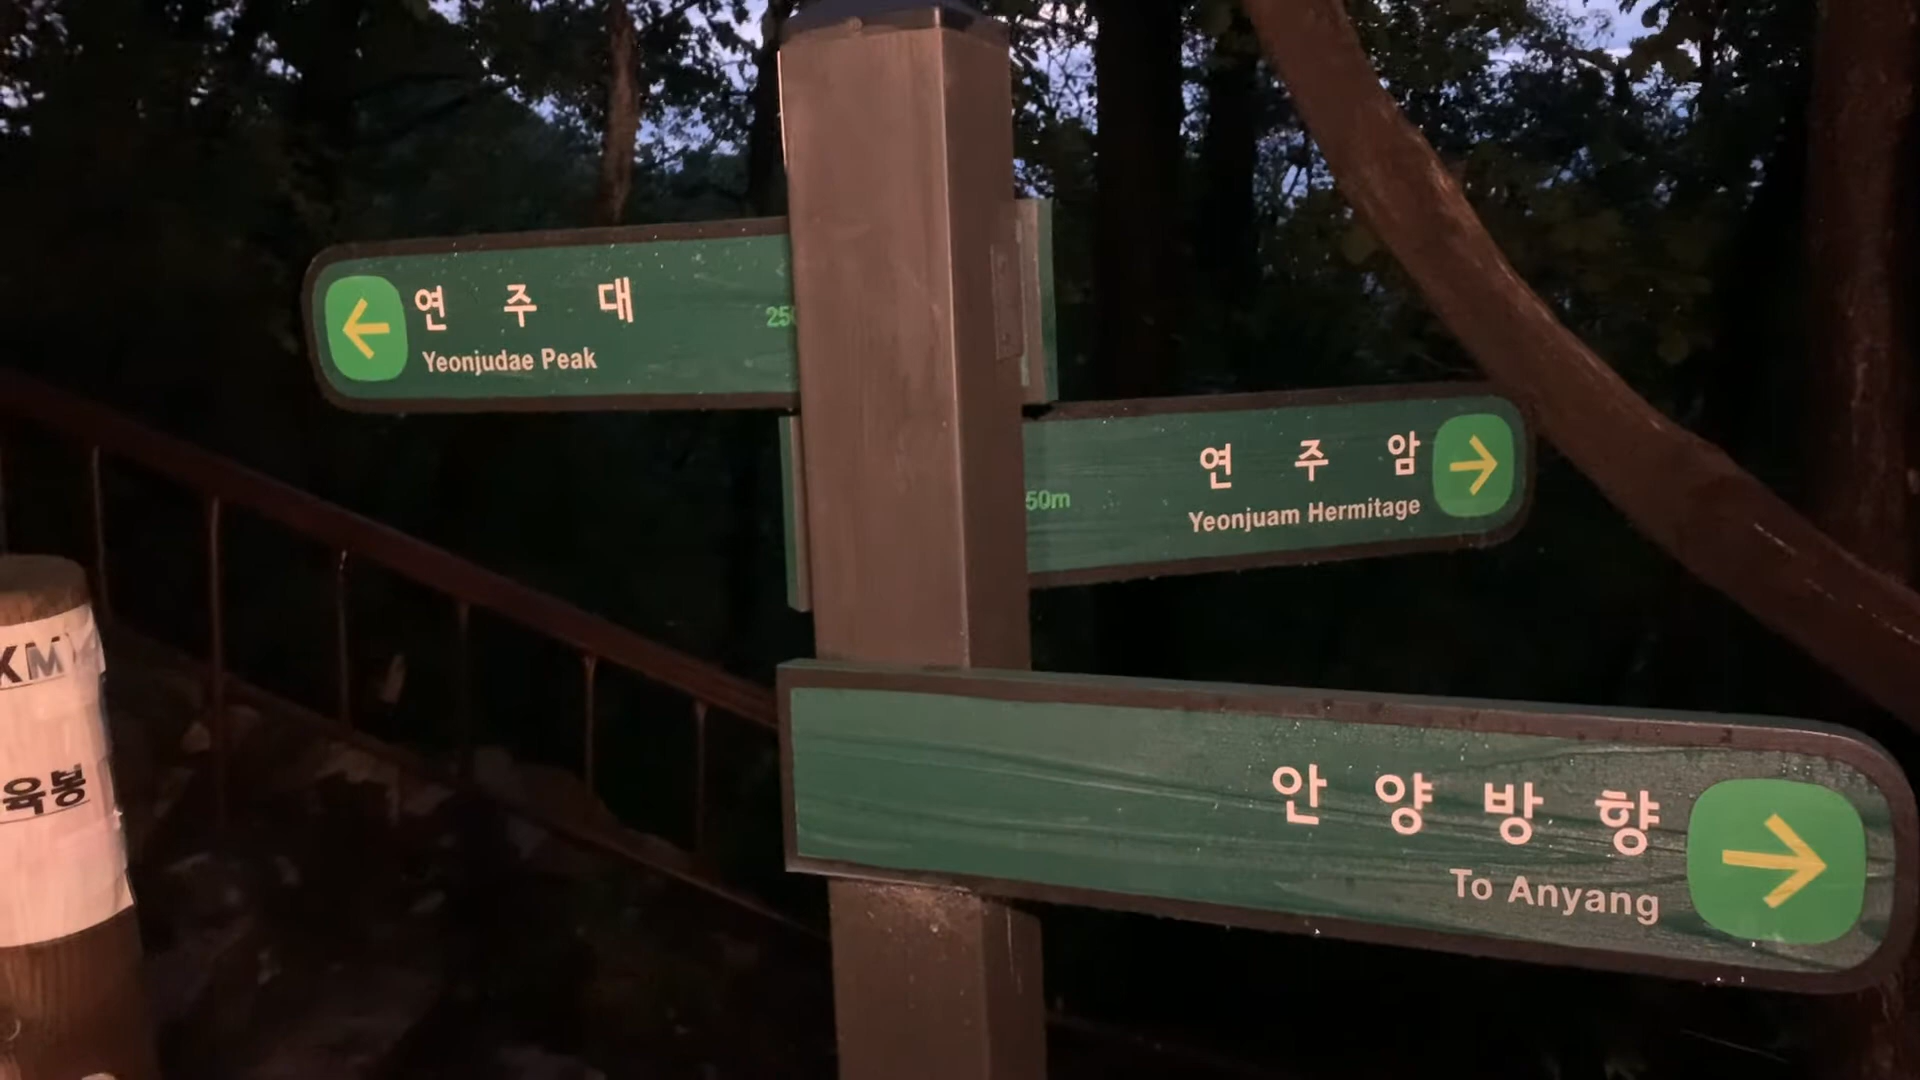 연 주 대
Yeonjudae Peak
연 주 암
50m
Yeonjuam Hermitage
안 양 방 향
To Anyang
KM
육봉